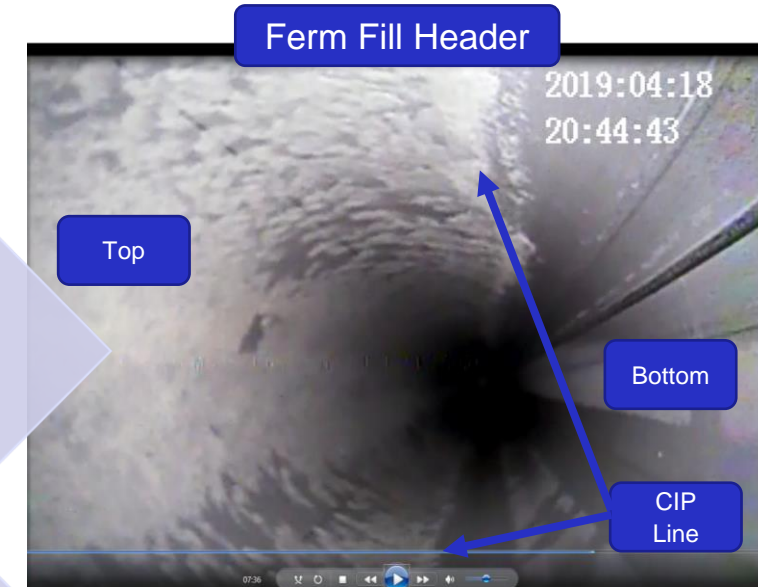 Ferm Fill Header
2019:04:18
20:44:43
Top
Bottom
CIP
Line
07:36